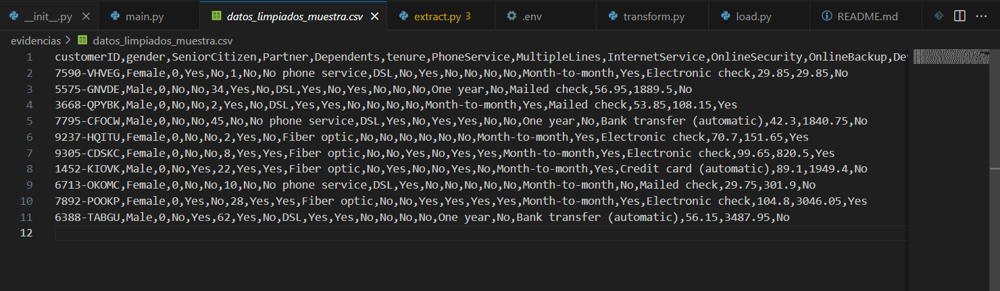 __init__.py
main.py
datos_limpiados_muestra.csv
extract.py 3
.env
transform.py
load.py
README.md
evidencias > datos_limpiados_muestra.csv
1 customerID,gender,SeniorCitizen,Partner,Dependents,tenure,PhoneService,MultipleLines,InternetService,OnlineSecurity,OnlineBackup,De
2 7590-VHVEG,Female,0,Yes,No,1,No,No phone service,DSL,No,Yes,No,No,No,No,Month-to-month,Yes,Electronic check,29.85,29.85,No
3 5575-GNVDE,Male,0,No,No,34,Yes,No,DSL,Yes,No,Yes,No,No,No,One year,No,Mailed check,56.95,1889.5,No
4 3668-QPYBK,Male,0,No,No,2,Yes,No,DSL,Yes,Yes,No,No,No,No,Month-to-month,Yes,Mailed check,53.85,108.15,Yes
5 7795-CFOCW,Male,0,No,No,45,No,No phone service,DSL,Yes,No,Yes,Yes,No,No,One year,No,Bank transfer (automatic),42.3,1840.75,No
6 9237-HQITU,Female,0,No,No,2,Yes,No,Fiber optic,No,No,No,No,No,No,Month-to-month,Yes,Electronic check,70.7,151.65,Yes
7 9305-CDSKC,Female,0,No,No,8,Yes,Yes,Fiber optic,No,No,Yes,No,Yes,Yes,Month-to-month,Yes,Electronic check,99.65,820.5,Yes
8 1452-KIOVK,Male,0,No,Yes,22,Yes,Yes,Fiber optic,No,Yes,No,No,Yes,No,Month-to-month,Yes,Credit card (automatic),89.1,1949.4,No
9 6713-OKOMC,Female,0,No,No,10,No,No phone service,DSL,Yes,No,No,No,No,No,Month-to-month,No,Mailed check,29.75,301.9,No
10 7892-POOKP,Female,0,Yes,No,28,Yes,Yes,Fiber optic,No,No,Yes,Yes,Yes,Yes,Month-to-month,Yes,Electronic check,104.8,3046.05,Yes
11 6388-TABGU,Male,0,No,Yes,62,Yes,No,DSL,Yes,Yes,No,No,No,No,One year,No,Bank transfer (automatic),56.15,3487.95,No
12